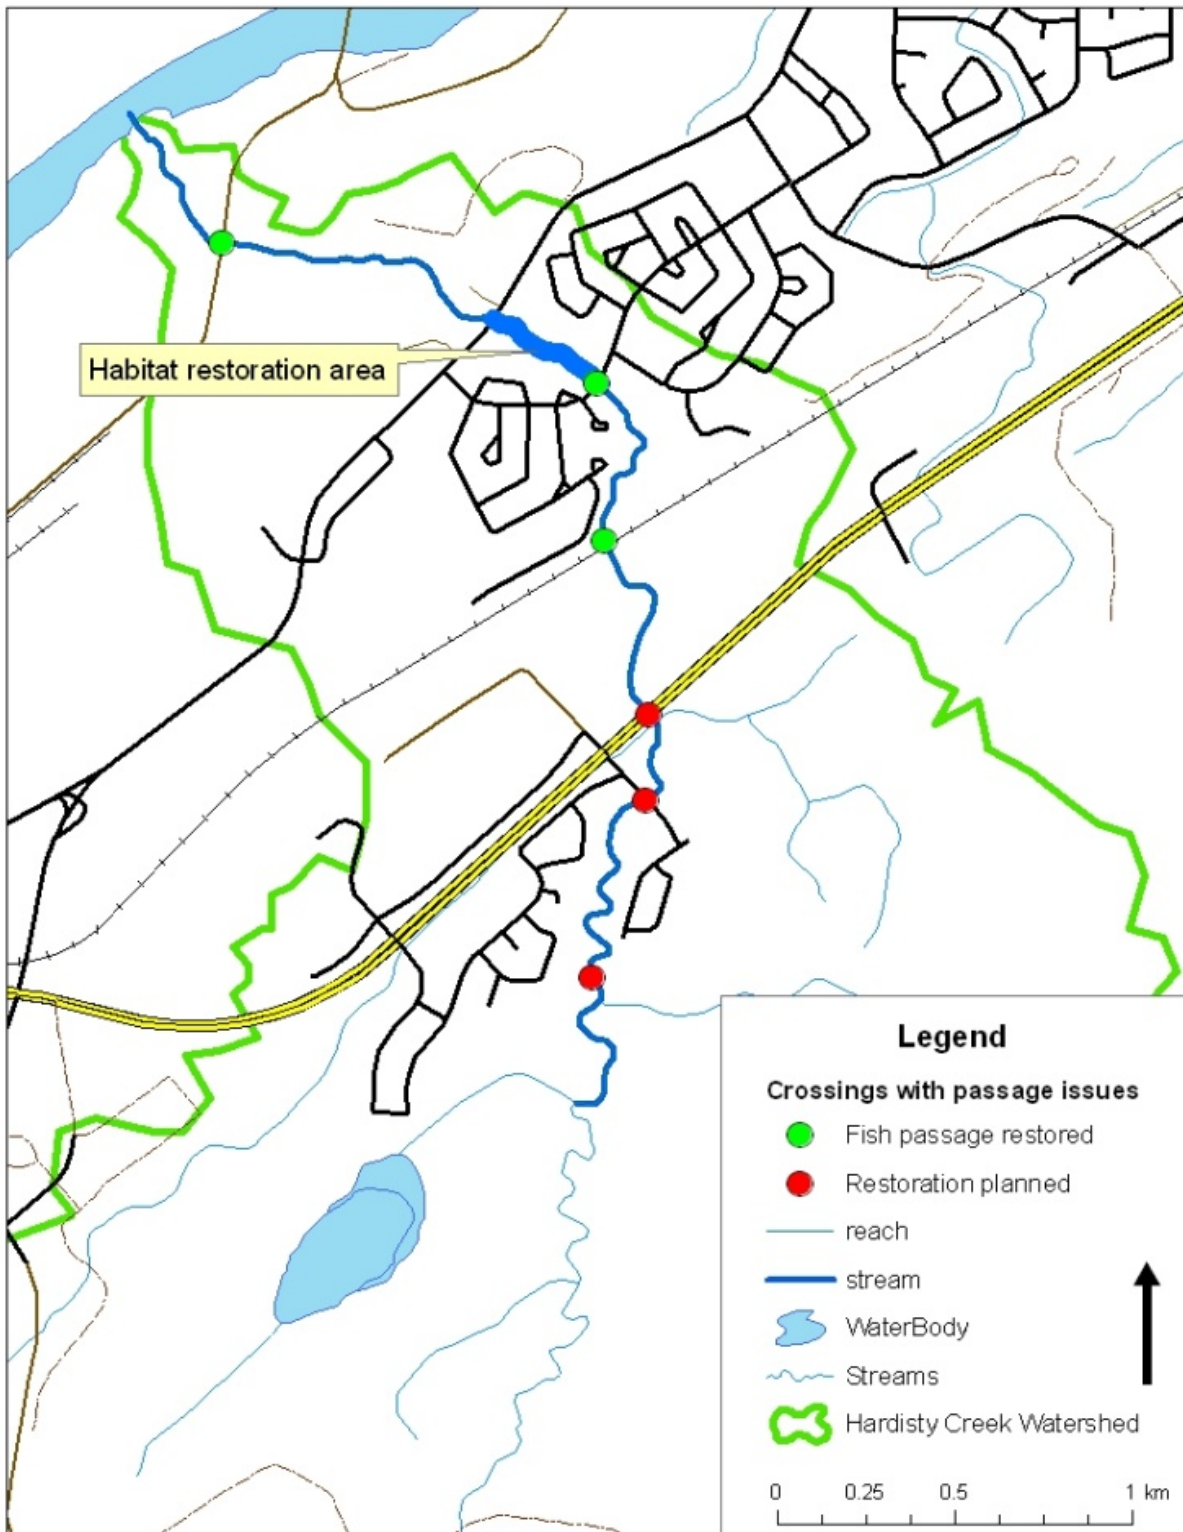 Habitat restoration area
Legend
Crossings with passage issues
Fish passage restored
Restoration planned
reach
stream
WaterBody
Streams
Hardisty Creek Watershed
0 0.25 0.5 1 km